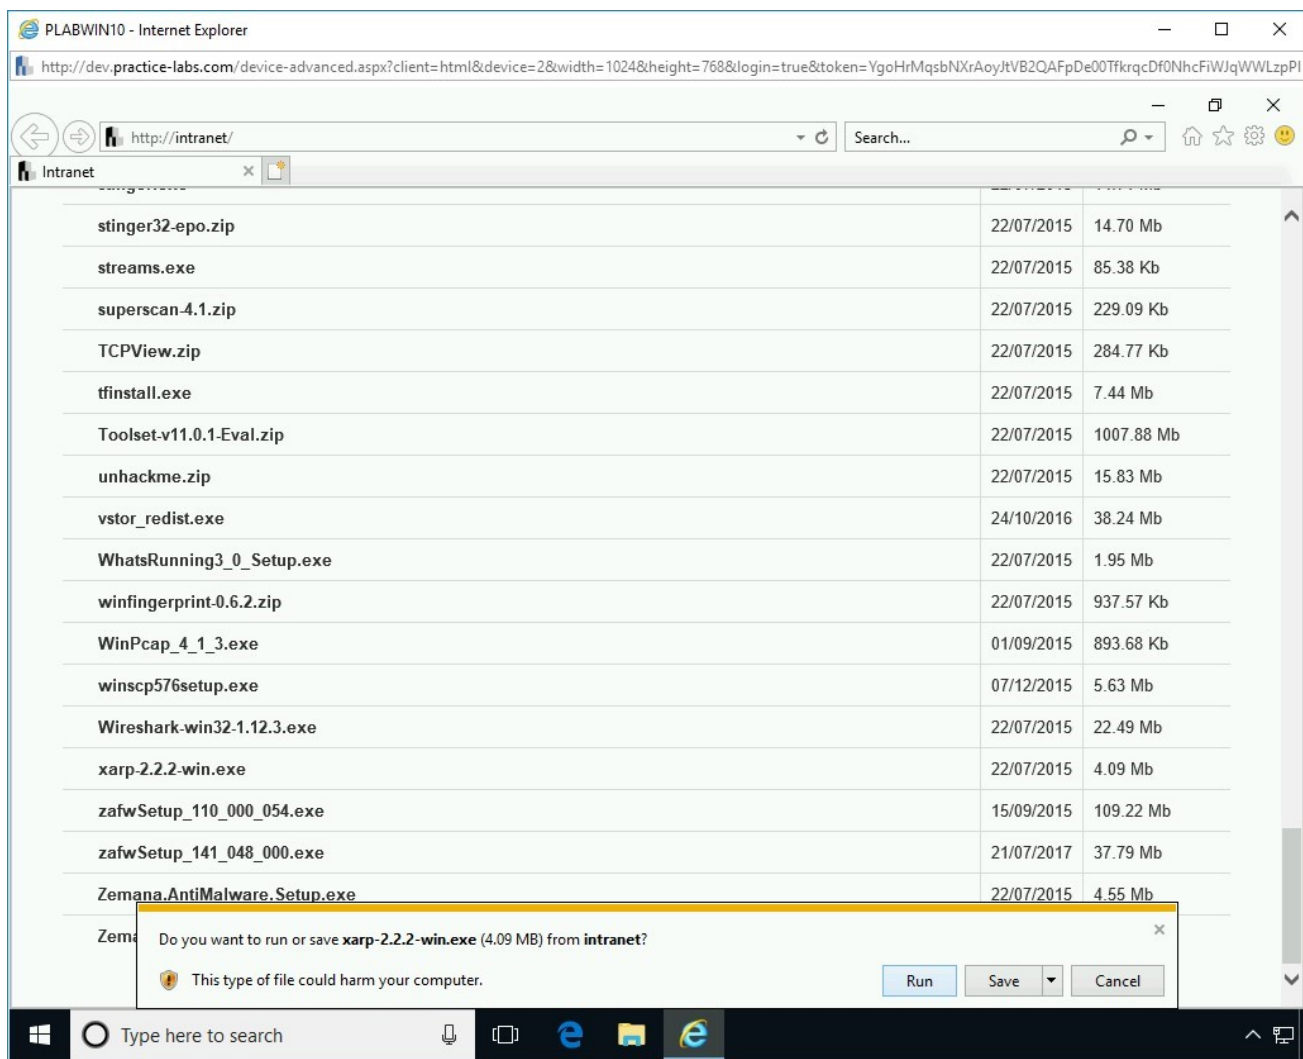 PLABWIN10 - Internet Explorer
http://dev.practice-labs.com/device-advanced.aspx?client=html&device=2&width=1024&height=768&login=true&token=YgoHrMqsbNXrAoyJtVB2QAFpDe00TfkrqcDf0NhcFiWJqWWLzpPI
http://intranet/ Search...
Intranet
stinger32-epo.zip 22/07/2015 14.70 Mb
streams.exe 22/07/2015 85.38 Kb
superscan-4.1.zip 22/07/2015 229.09 Kb
TCPView.zip 22/07/2015 284.77 Kb
tfinstall.exe 22/07/2015 7.44 Mb
Toolset-v11.0.1-Eval.zip 22/07/2015 1007.88 Mb
unhackme.zip 22/07/2015 15.83 Mb
vstor_redist.exe 24/10/2016 38.24 Mb
WhatsRunning3_0_Setup.exe 22/07/2015 1.95 Mb
winfingerprint-0.6.2.zip 22/07/2015 937.57 Kb
WinPcap_4_1_3.exe 01/09/2015 893.68 Kb
winscp576setup.exe 07/12/2015 5.63 Mb
Wireshark-win32-1.12.3.exe 22/07/2015 22.49 Mb
xarp-2.2.2-win.exe 22/07/2015 4.09 Mb
zafwSetup_110_000_054.exe 15/09/2015 109.22 Mb
zafwSetup_141_048_000.exe 21/07/2017 37.79 Mb
Zemana.AntiMalware.Setup.exe 22/07/2015 4.55 Mb
Zema
Do you want to run or save xarp-2.2.2-win.exe (4.09 MB) from intranet?
This type of file could harm your computer. Run Save Cancel
Type here to search